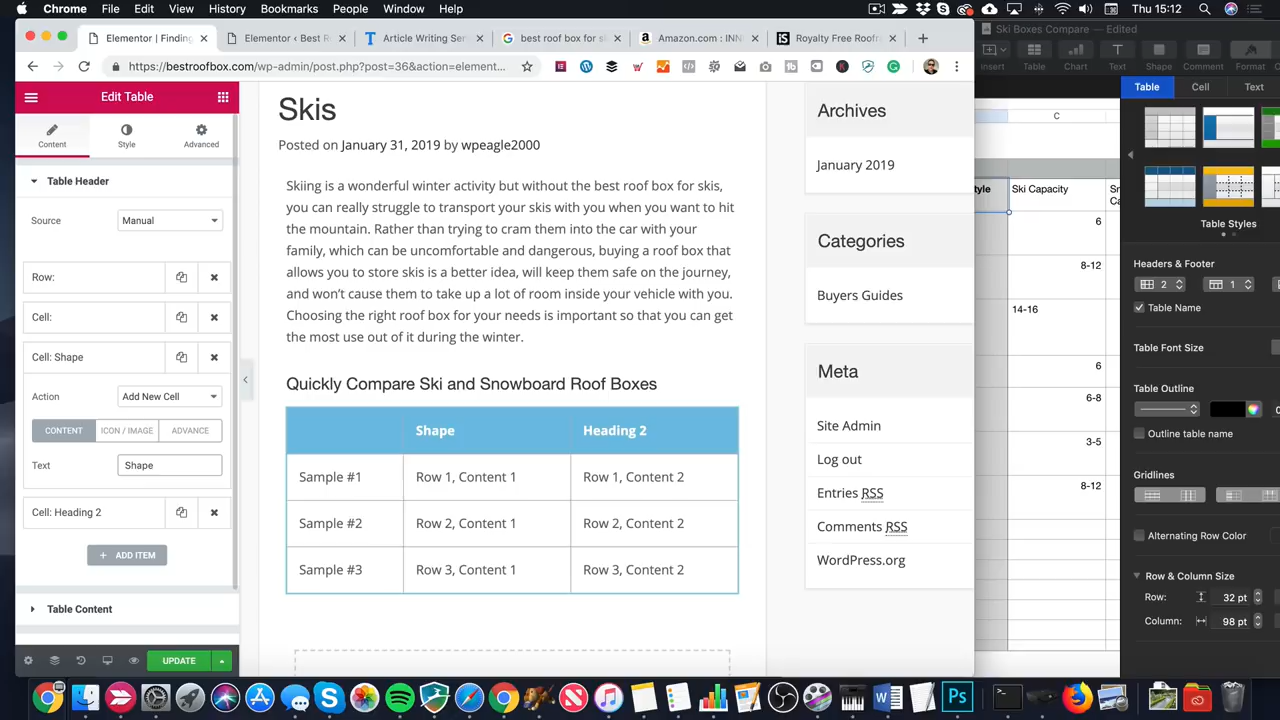 Chrome File Edit View History Bookmarks People Window Help
Thu 15:12
Elementor | Finding
Elementor ‹ Best R
Article Writing Ser
best roof box for sk
Amazon.com : INN
Royalty Free Roofr
Ski Boxes Compare — Edited
https://bestroofbox.com/wp-admin/post.php?post=36&action=element...
Insert Table Chart Text Shape Comment Format
Edit Table
Table Cell Text
Content Style Advanced
Table Header
Source Manual
Row:
Cell:
Cell: Shape
Action Add New Cell
CONTENT ICON / IMAGE ADVANCE
Text Shape
Cell: Heading 2
+ ADD ITEM
Table Content
UPDATE
Skis
Posted on January 31, 2019 by wpeagle2000
Skiing is a wonderful winter activity but without the best roof box for skis,
you can really struggle to transport your skis with you when you want to hit
the mountain. Rather than trying to cram them into the car with your
family, which can be uncomfortable and dangerous, buying a roof box that
allows you to store skis is a better idea, will keep them safe on the journey,
and won't cause them to take up a lot of room inside your vehicle with you.
Choosing the right roof box for your needs is important so that you can get
the most use out of it during the winter.
Quickly Compare Ski and Snowboard Roof Boxes
Shape Heading 2
Sample #1 Row 1, Content 1 Row 1, Content 2
Sample #2 Row 2, Content 1 Row 2, Content 2
Sample #3 Row 3, Content 1 Row 3, Content 2
Archives
January 2019
Categories
Buyers Guides
Meta
Site Admin
Log out
Entries RSS
Comments RSS
WordPress.org
C
tyle Ski Capacity
6
8-12
14-16
6
6-8
3-5
8-12
Table Styles
Headers & Footer
2 1
Table Name
Table Font Size
Table Outline
Outline table name
Gridlines
Alternating Row Color
Row & Column Size
Row: 32 pt
Column: 98 pt